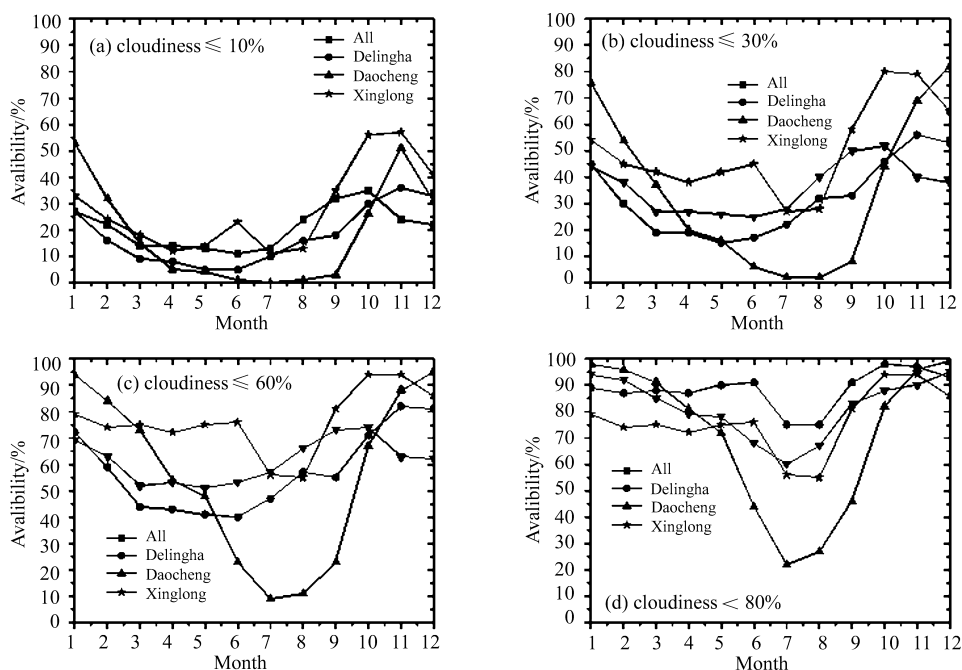 100
90
80
70
60
50
40
30
20
10
0
Avalibility/%
(a) cloudiness ≤ 10%
All
Delingha
Daocheng
Xinglong
1 2 3 4 5 6 7 8 9 10 11 12
Month
100
90
80
70
60
50
40
30
20
10
0
Avalibility/%
(b) cloudiness ≤ 30%
All
Delingha
Daocheng
Xinglong
1 2 3 4 5 6 7 8 9 10 11 12
Month
100
90
80
70
60
50
40
30
20
10
0
Avalibility/%
(c) cloudiness ≤ 60%
All
Delingha
Daocheng
Xinglong
1 2 3 4 5 6 7 8 9 10 11 12
Month
100
90
80
70
60
50
40
30
20
10
0
Avalibility/%
All
Delingha
Daocheng
Xinglong
(d) cloudiness < 80%
1 2 3 4 5 6 7 8 9 10 11 12
Month